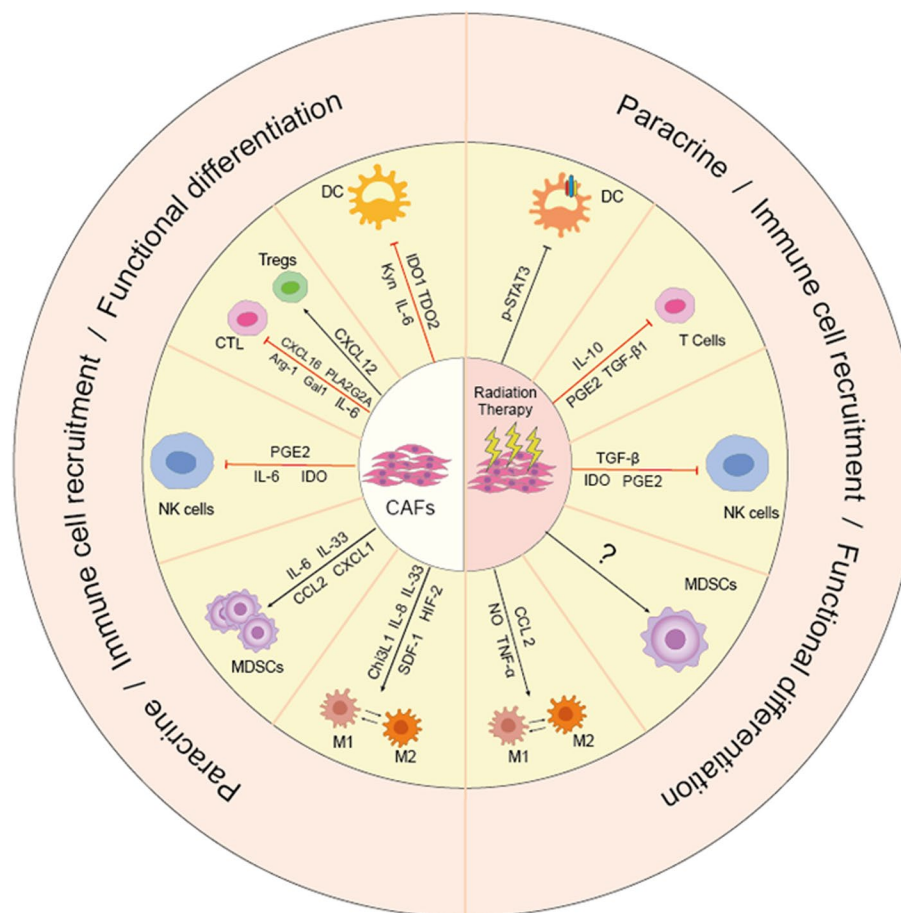 Paracrine / Immune cell recruitment / Functional differentiation
Paracrine / Immune cell recruitment / Functional differentiation
DC
IDO1 TDO2
Kyn IL-6
Tregs
CTL
CXCL12
CXCL16 PLA2G2A
Arg-1 Gal1 IL-6
NK cells
PGE2
IL-6 IDO
CAFs
MDSCs
IL-6 IL-33
CCL2 CXCL1
Chi3L1 IL-8 IL-33
SDF-1 HIF-2
M1
M2
DC
p-STAT3
T Cells
IL-10
PGE2 TGF-β1
Radiation
Therapy
TGF-β
IDO PGE2
NK cells
?
MDSCs
CCL2
NO TNF-α
M1
M2